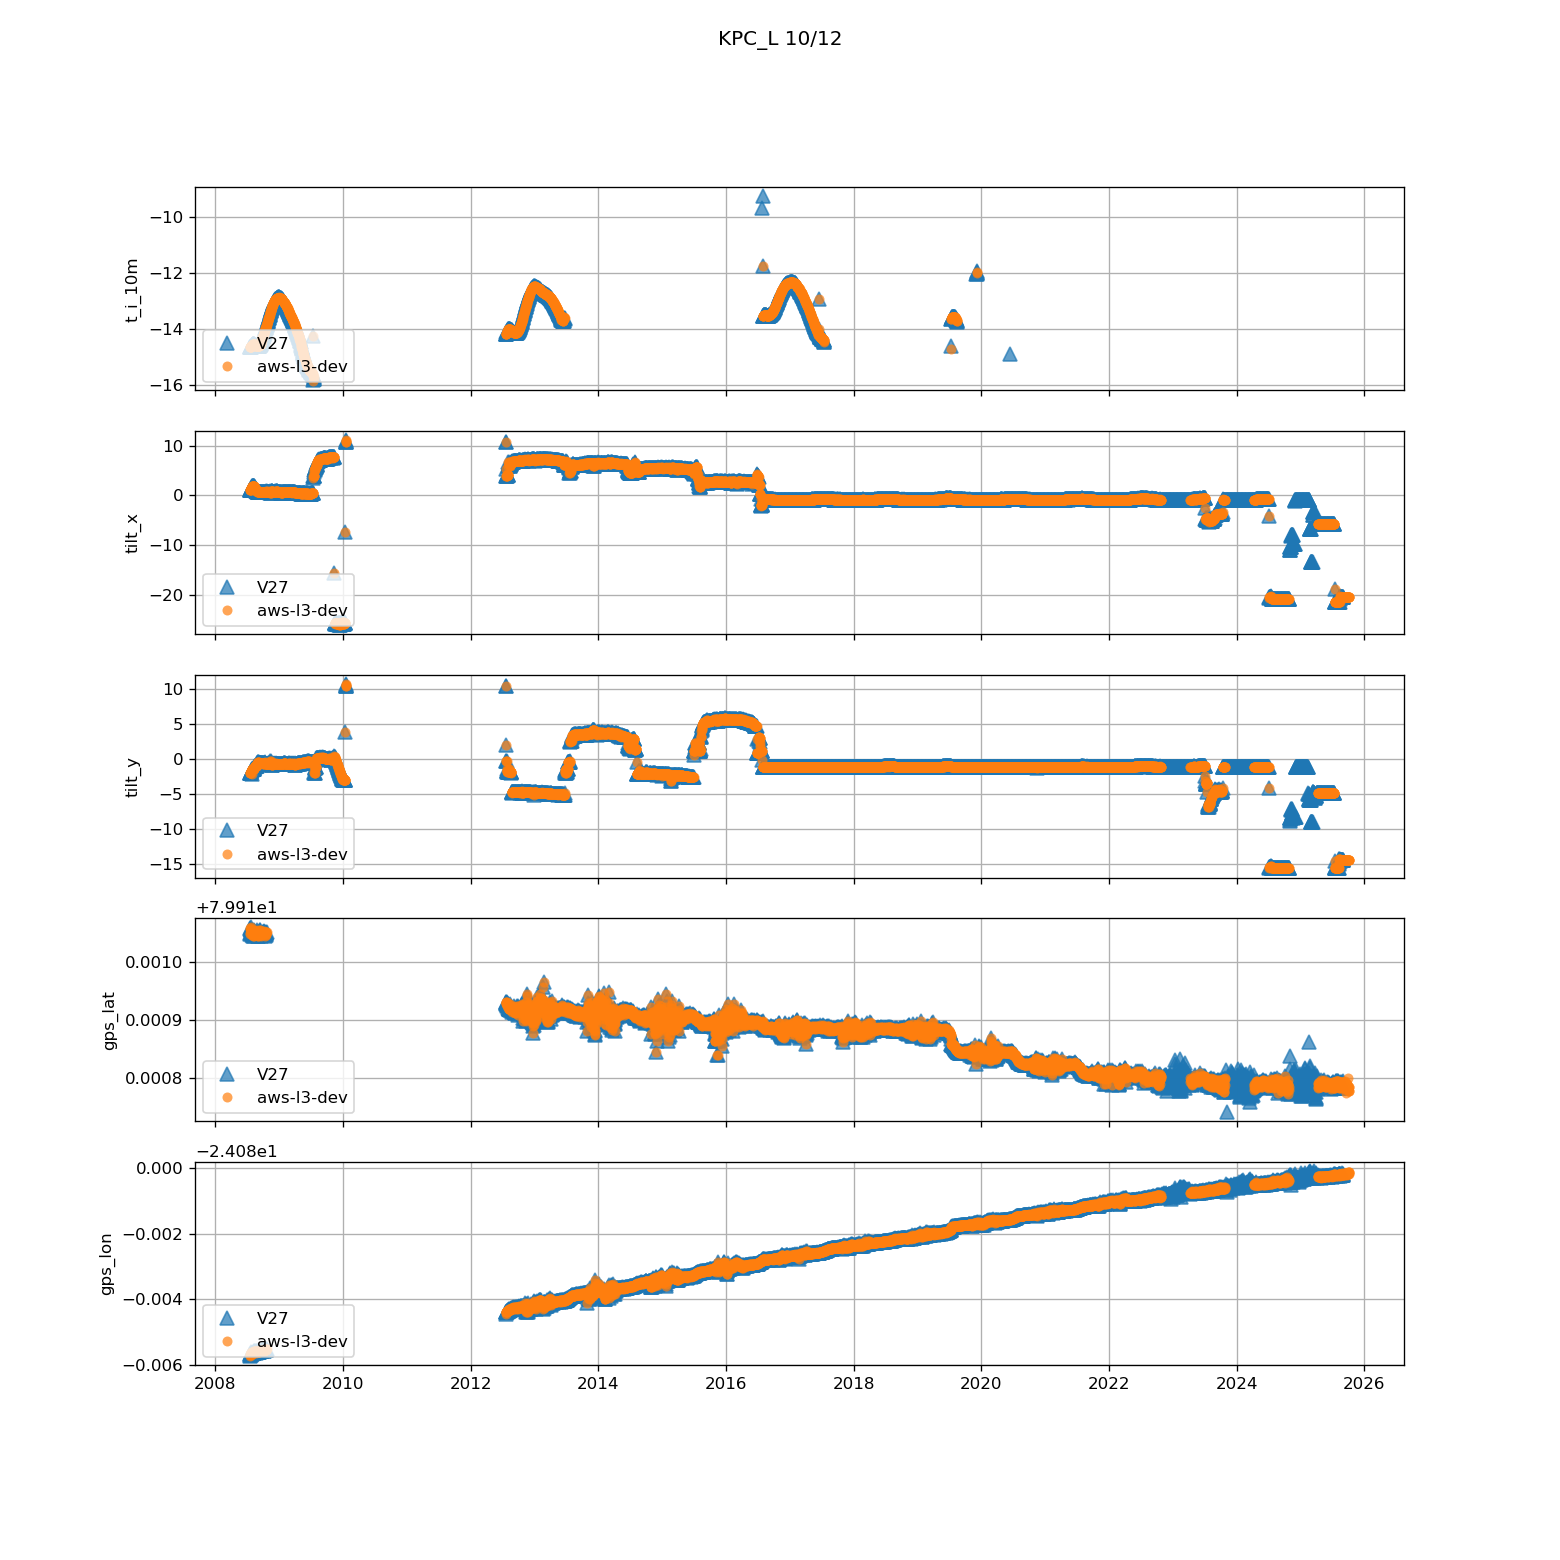 KPC_L 10/12
−10
−12
−14
−16
t_i_10m
V27
aws-l3-dev
10
0
−10
−20
tilt_x
V27
aws-l3-dev
10
5
0
−5
−10
−15
tilt_y
V27
aws-l3-dev
+7.991e1
0.0010
0.0009
0.0008
gps_lat
V27
aws-l3-dev
−2.408e1
0.000
−0.002
−0.004
−0.006
gps_lon
V27
aws-l3-dev
2008 2010 2012 2014 2016 2018 2020 2022 2024 2026